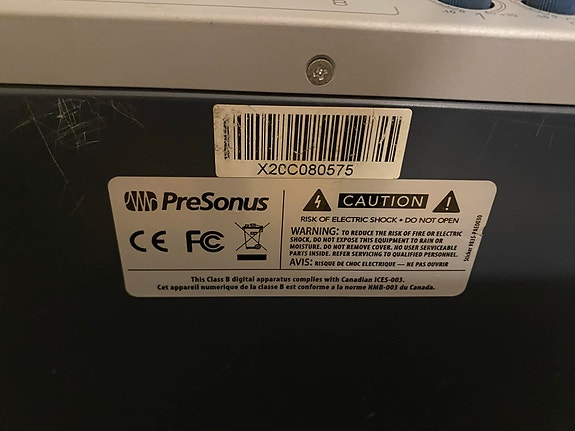 X20C080575
PreSonus
CE FC
CAUTION
RISK OF ELECTRIC SHOCK • DO NOT OPEN
WARNING: TO REDUCE THE RISK OF FIRE OR ELECTRIC
SHOCK, DO NOT EXPOSE THIS EQUIPMENT TO RAIN OR
MOISTURE. DO NOT REMOVE COVER. NO USER SERVICEABLE
PARTS INSIDE. REFER SERVICING TO QUALIFIED PERSONNEL.
AVIS: RISQUE DE CHOC ELECTRIQUE — NE PAS OUVRIR
This Class B digital apparatus complies with Canadian ICES-003.
Cet appareil numerique de la classe B est conforme a la norme NMB-003 du Canada.